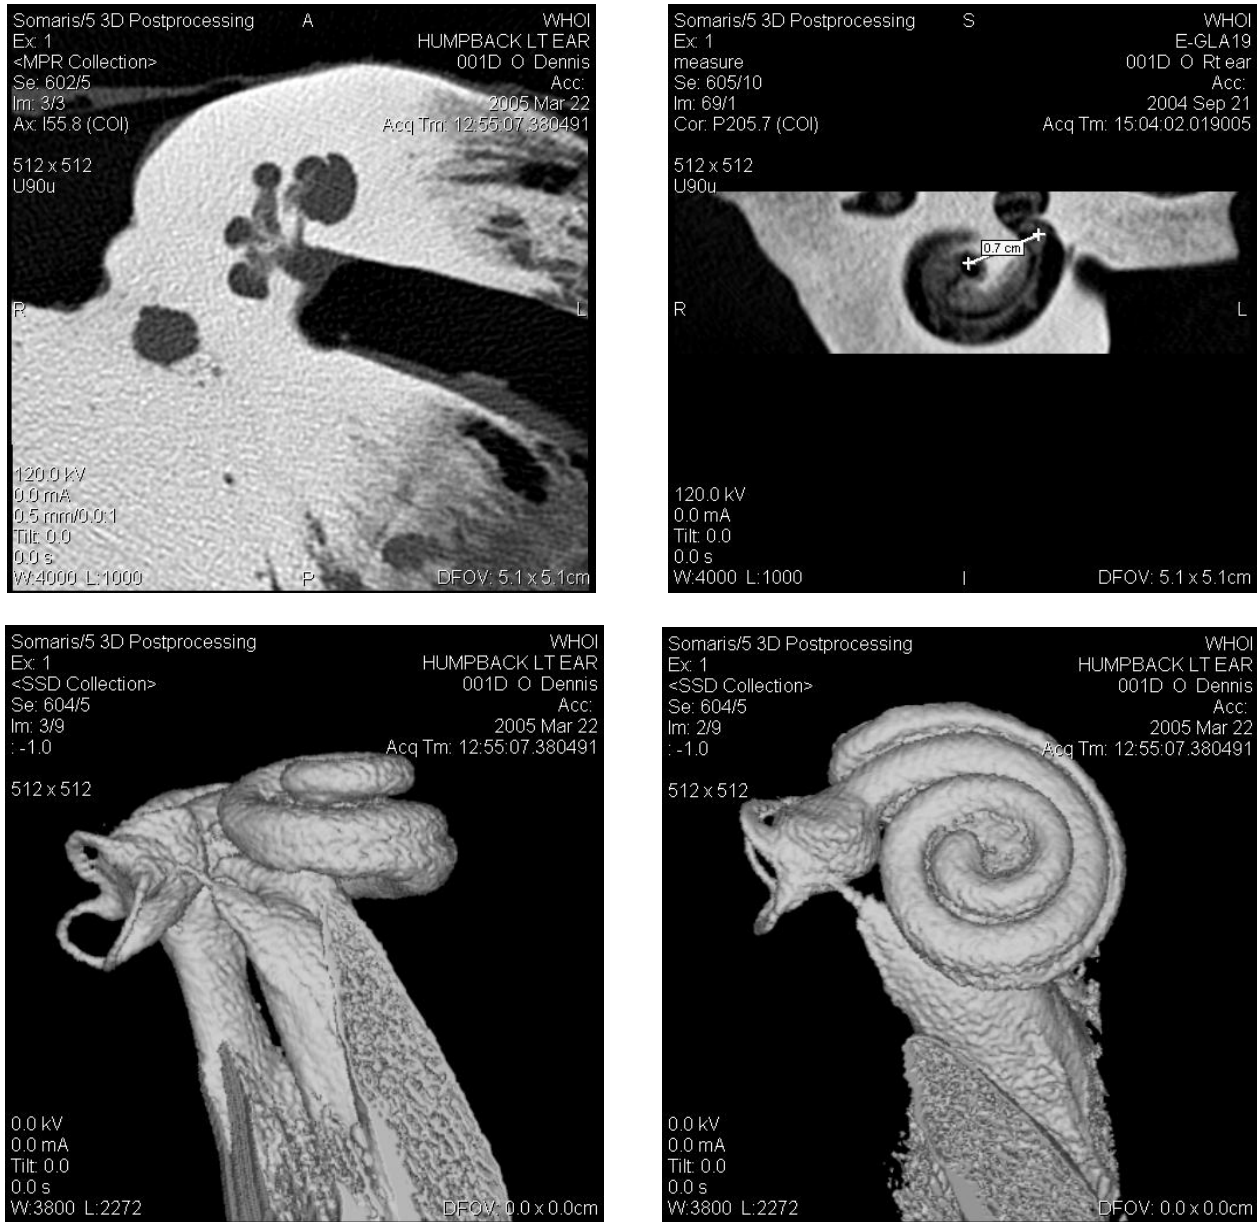 Somaris/5 3D Postprocessing A WHOI
Ex: 1 HUMPBACK LT EAR
<MPR Collection> 001D O Dennis
Se: 602/5 Acc:
Im: 3/3 2005 Mar 22
Ax: I55.8 (COI) Acq Tm: 12:55:07.380491
512 x 512
U90u
R L
120.0 kV
0.0 mA
0.5 mm/0.0:1
Tilt: 0.0
0.0 s
W:4000 L:1000 P DFOV: 5.1 x 5.1cm
Somaris/5 3D Postprocessing S WHOI
Ex: 1 E-GLA19
measure 001D O Rt ear
Se: 605/10 Acc:
Im: 69/1 2004 Sep 21
Cor: P205.7 (COI) Acq Tm: 15:04:02.019005
512 x 512
U90u
0.7 cm
R L
120.0 kV
0.0 mA
Tilt: 0.0
0.0 s
W:4000 L:1000 I DFOV: 5.1 x 5.1cm
Somaris/5 3D Postprocessing WHOI
Ex: 1 HUMPBACK LT EAR
<SSD Collection> 001D O Dennis
Se: 604/5 Acc:
Im: 3/9 2005 Mar 22
: -1.0 Acq Tm: 12:55:07.380491
512 x 512
0.0 kV
0.0 mA
Tilt: 0.0
0.0 s
W:3800 L:2272 DFOV: 0.0 x 0.0cm
Somaris/5 3D Postprocessing WHOI
Ex: 1 HUMPBACK LT EAR
<SSD Collection> 001D O Dennis
Se: 604/5 Acc:
Im: 2/9 2005 Mar 22
: -1.0 Acq Tm: 12:55:07.380491
512 x 512
0.0 kV
0.0 mA
Tilt: 0.0
0.0 s
W:3800 L:2272 DFOV: 0.0 x 0.0cm